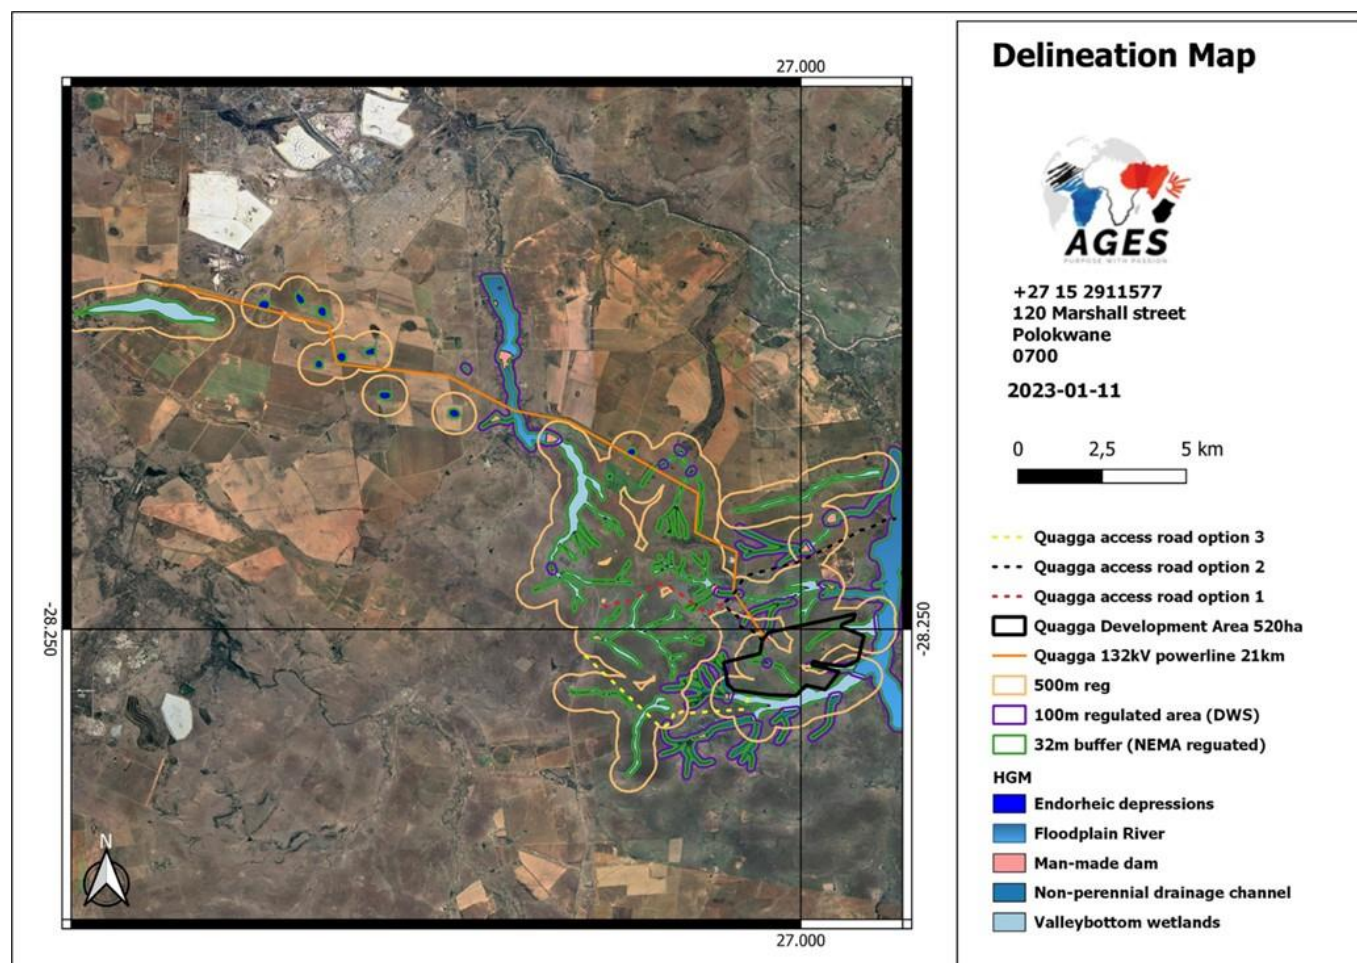 Delineation Map
AGES
PURPOSE WITH PASSION
+27 15 2911577
120 Marshall street
Polokwane
0700
2023-01-11
0 2,5 5 km
Quagga access road option 3
Quagga access road option 2
Quagga access road option 1
Quagga Development Area 520ha
Quagga 132kV powerline 21km
500m reg
100m regulated area (DWS)
32m buffer (NEMA reguated)
HGM
Endorheic depressions
Floodplain River
Man-made dam
Non-perennial drainage channel
Valleybottom wetlands
27.000
-28.250
-28.250
N
27.000